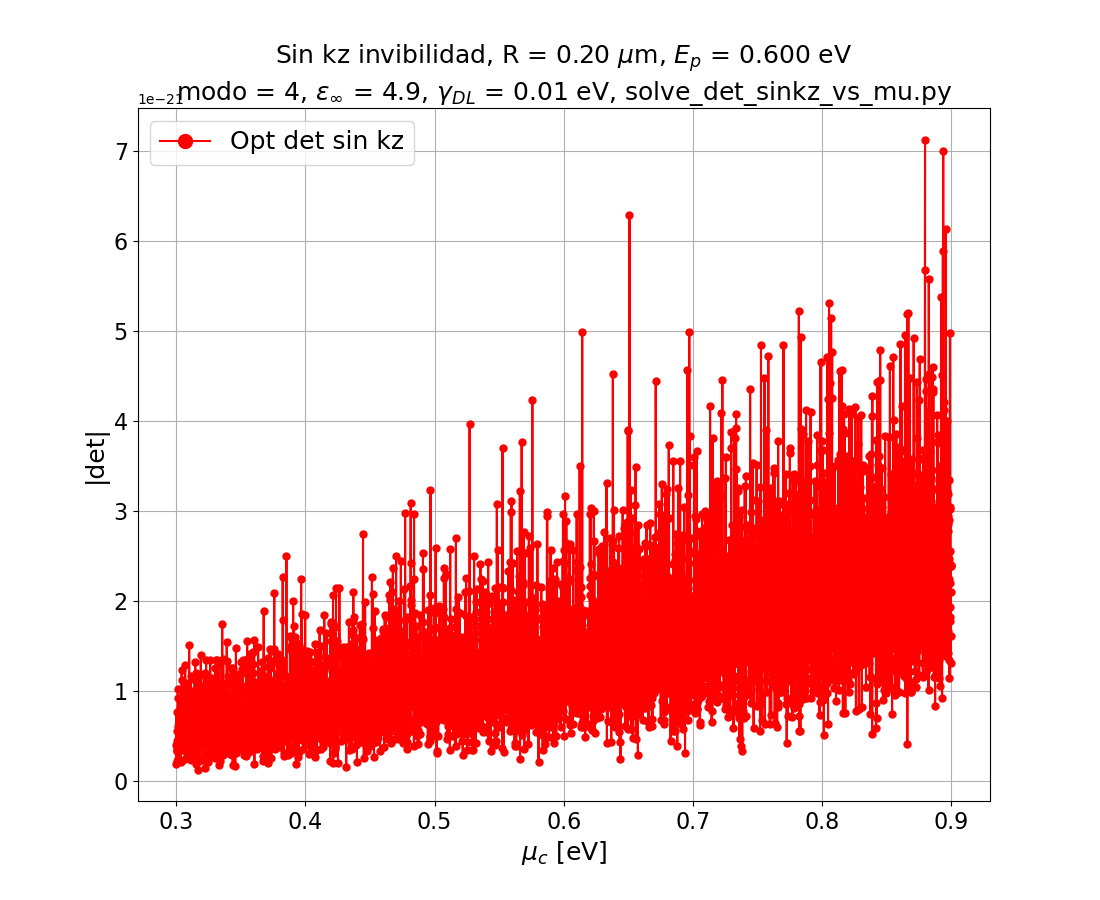 Sin kz invibilidad, R = 0.20 μm, E_p = 0.600 eV
modo = 4, ε_∞ = 4.9, γ_DL = 0.01 eV, solve_det_sinkz_vs_mu.py
1e−21
Opt det sin kz
7
6
5
4
3
2
1
0
|det|
0.3 0.4 0.5 0.6 0.7 0.8 0.9
μ_c [eV]